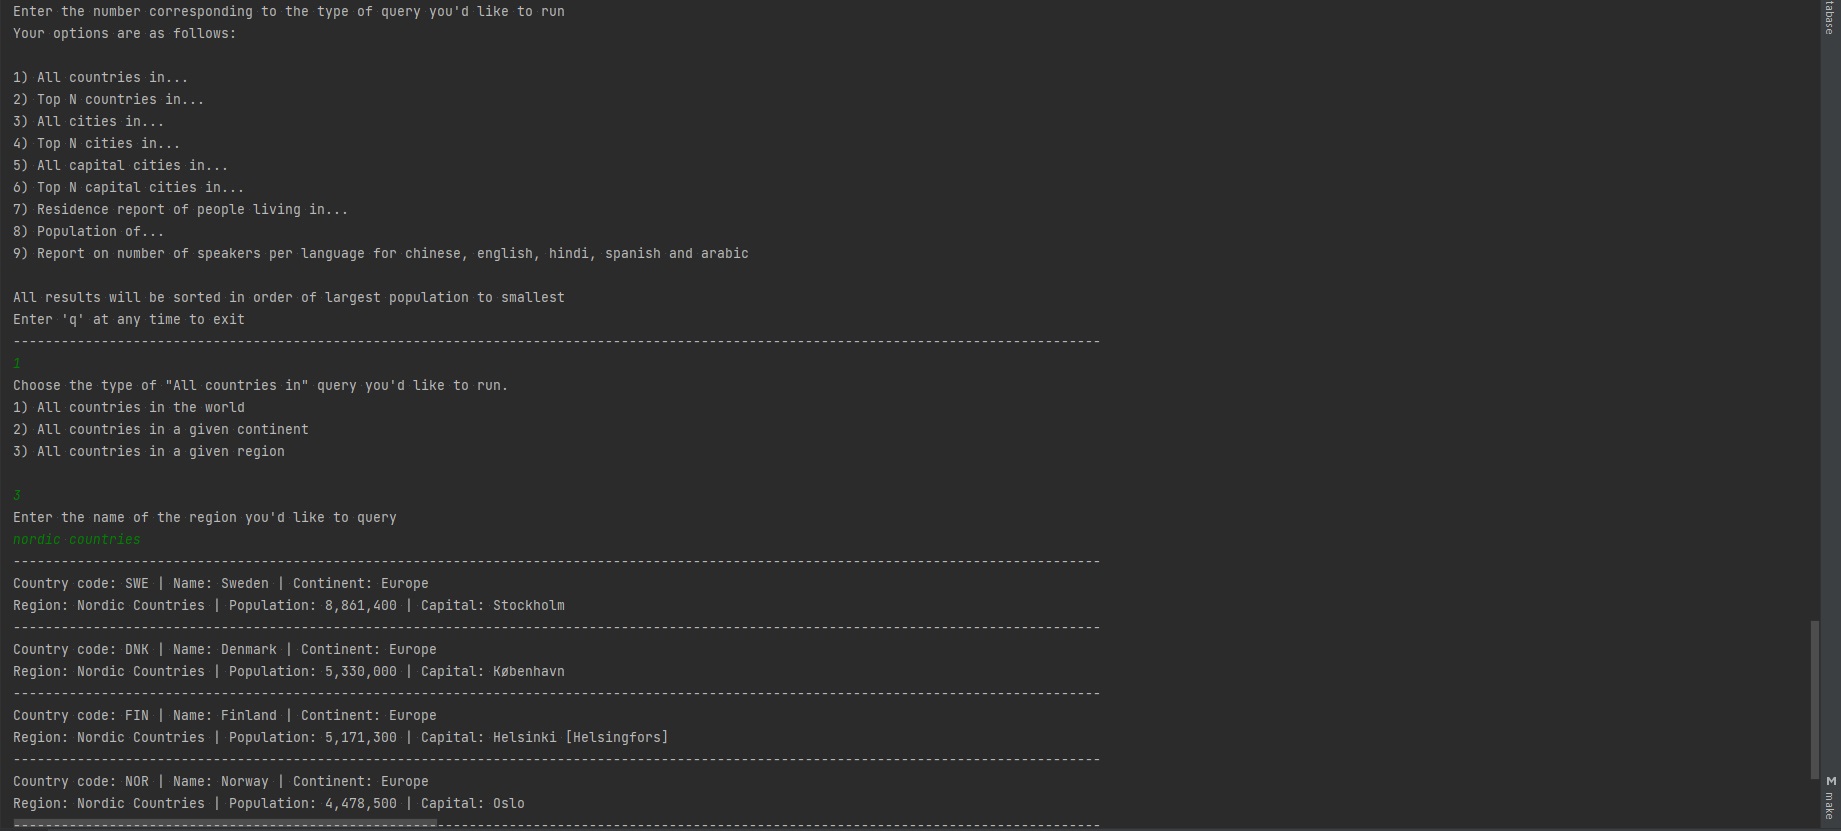 Enter the number corresponding to the type of query you'd like to run
Your options are as follows:
1) All countries in...
2) Top N countries in...
3) All cities in...
4) Top N cities in...
5) All capital cities in...
6) Top N capital cities in...
7) Residence report of people living in...
8) Population of...
9) Report on number of speakers per language for chinese, english, hindi, spanish and arabic
All results will be sorted in order of largest population to smallest
Enter 'q' at any time to exit
----------------------------------------------------------------------------------------------------------------------------------------
1
Choose the type of "All countries in" query you'd like to run.
1) All countries in the world
2) All countries in a given continent
3) All countries in a given region
3
Enter the name of the region you'd like to query
nordic countries
----------------------------------------------------------------------------------------------------------------------------------------
Country code: SWE | Name: Sweden | Continent: Europe
Region: Nordic Countries | Population: 8,861,400 | Capital: Stockholm
----------------------------------------------------------------------------------------------------------------------------------------
Country code: DNK | Name: Denmark | Continent: Europe
Region: Nordic Countries | Population: 5,330,000 | Capital: København
----------------------------------------------------------------------------------------------------------------------------------------
Country code: FIN | Name: Finland | Continent: Europe
Region: Nordic Countries | Population: 5,171,300 | Capital: Helsinki [Helsingfors]
----------------------------------------------------------------------------------------------------------------------------------------
Country code: NOR | Name: Norway | Continent: Europe
Region: Nordic Countries | Population: 4,478,500 | Capital: Oslo
----------------------------------------------------------------------------------------------------------------------------------------
tabase
M make